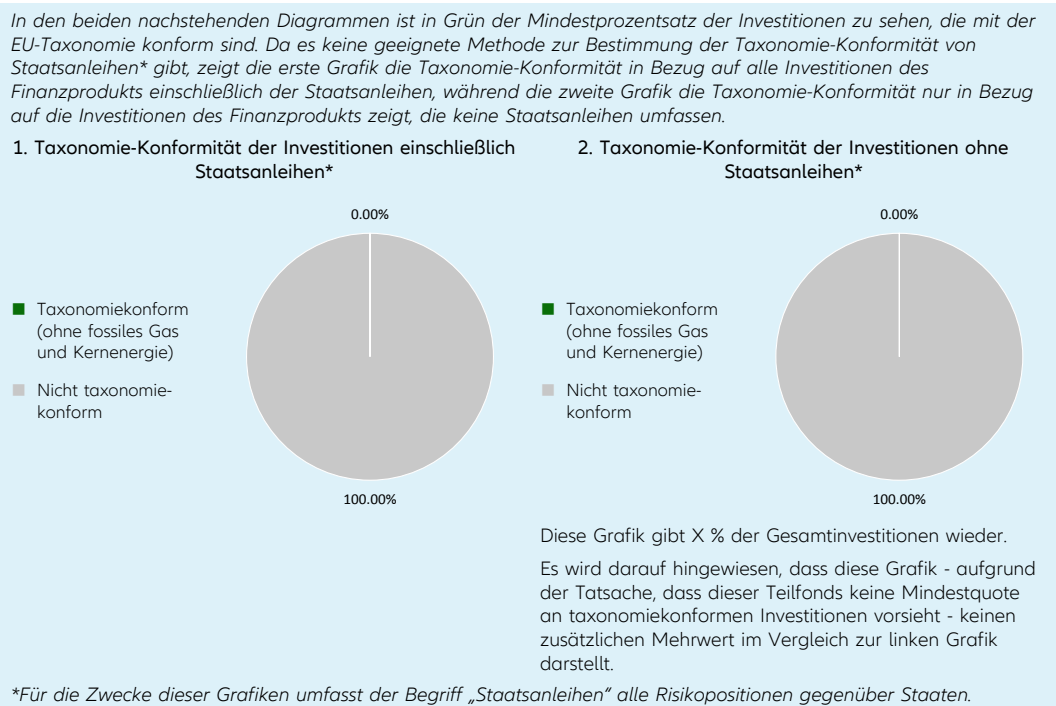 In den beiden nachstehenden Diagrammen ist in Grün der Mindestprozentsatz der Investitionen zu sehen, die mit der
EU-Taxonomie konform sind. Da es keine geeignete Methode zur Bestimmung der Taxonomie-Konformität von
Staatsanleihen* gibt, zeigt die erste Grafik die Taxonomie-Konformität in Bezug auf alle Investitionen des
Finanzprodukts einschließlich der Staatsanleihen, während die zweite Grafik die Taxonomie-Konformität nur in Bezug
auf die Investitionen des Finanzprodukts zeigt, die keine Staatsanleihen umfassen.
1. Taxonomie-Konformität der Investitionen einschließlich
Staatsanleihen*
0.00%
Taxonomiekonform
(ohne fossiles Gas
und Kernenergie)
Nicht taxonomie-
konform
100.00%
2. Taxonomie-Konformität der Investitionen ohne
Staatsanleihen*
0.00%
Taxonomiekonform
(ohne fossiles Gas
und Kernenergie)
Nicht taxonomie-
konform
100.00%
Diese Grafik gibt X % der Gesamtinvestitionen wieder.
Es wird darauf hingewiesen, dass diese Grafik - aufgrund
der Tatsache, dass dieser Teilfonds keine Mindestquote
an taxonomiekonformen Investitionen vorsieht - keinen
zusätzlichen Mehrwert im Vergleich zur linken Grafik
darstellt.
*Für die Zwecke dieser Grafiken umfasst der Begriff „Staatsanleihen" alle Risikopositionen gegenüber Staaten.